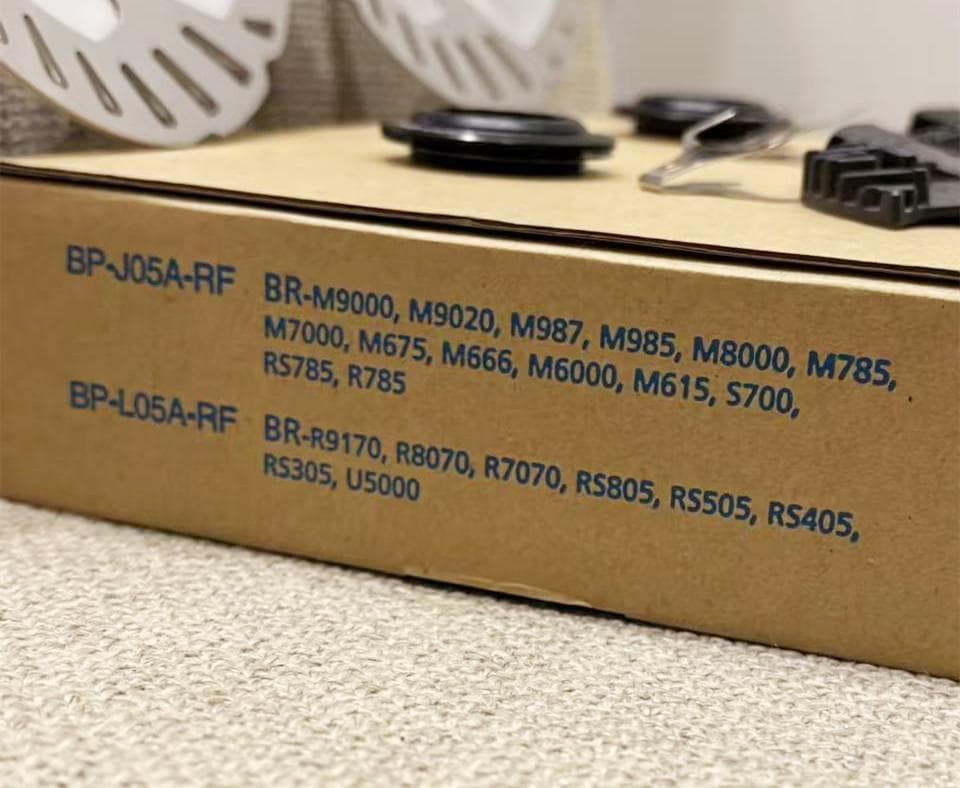 BP-J05A-RF BR-M9000, M9020, M987, M985, M8000, M785,
M7000, M675, M666, M6000, M615, S700,
RS785, R785
BP-L05A-RF BR-R9170, R8070, R7070, RS805, RS505, RS405,
RS305, U5000